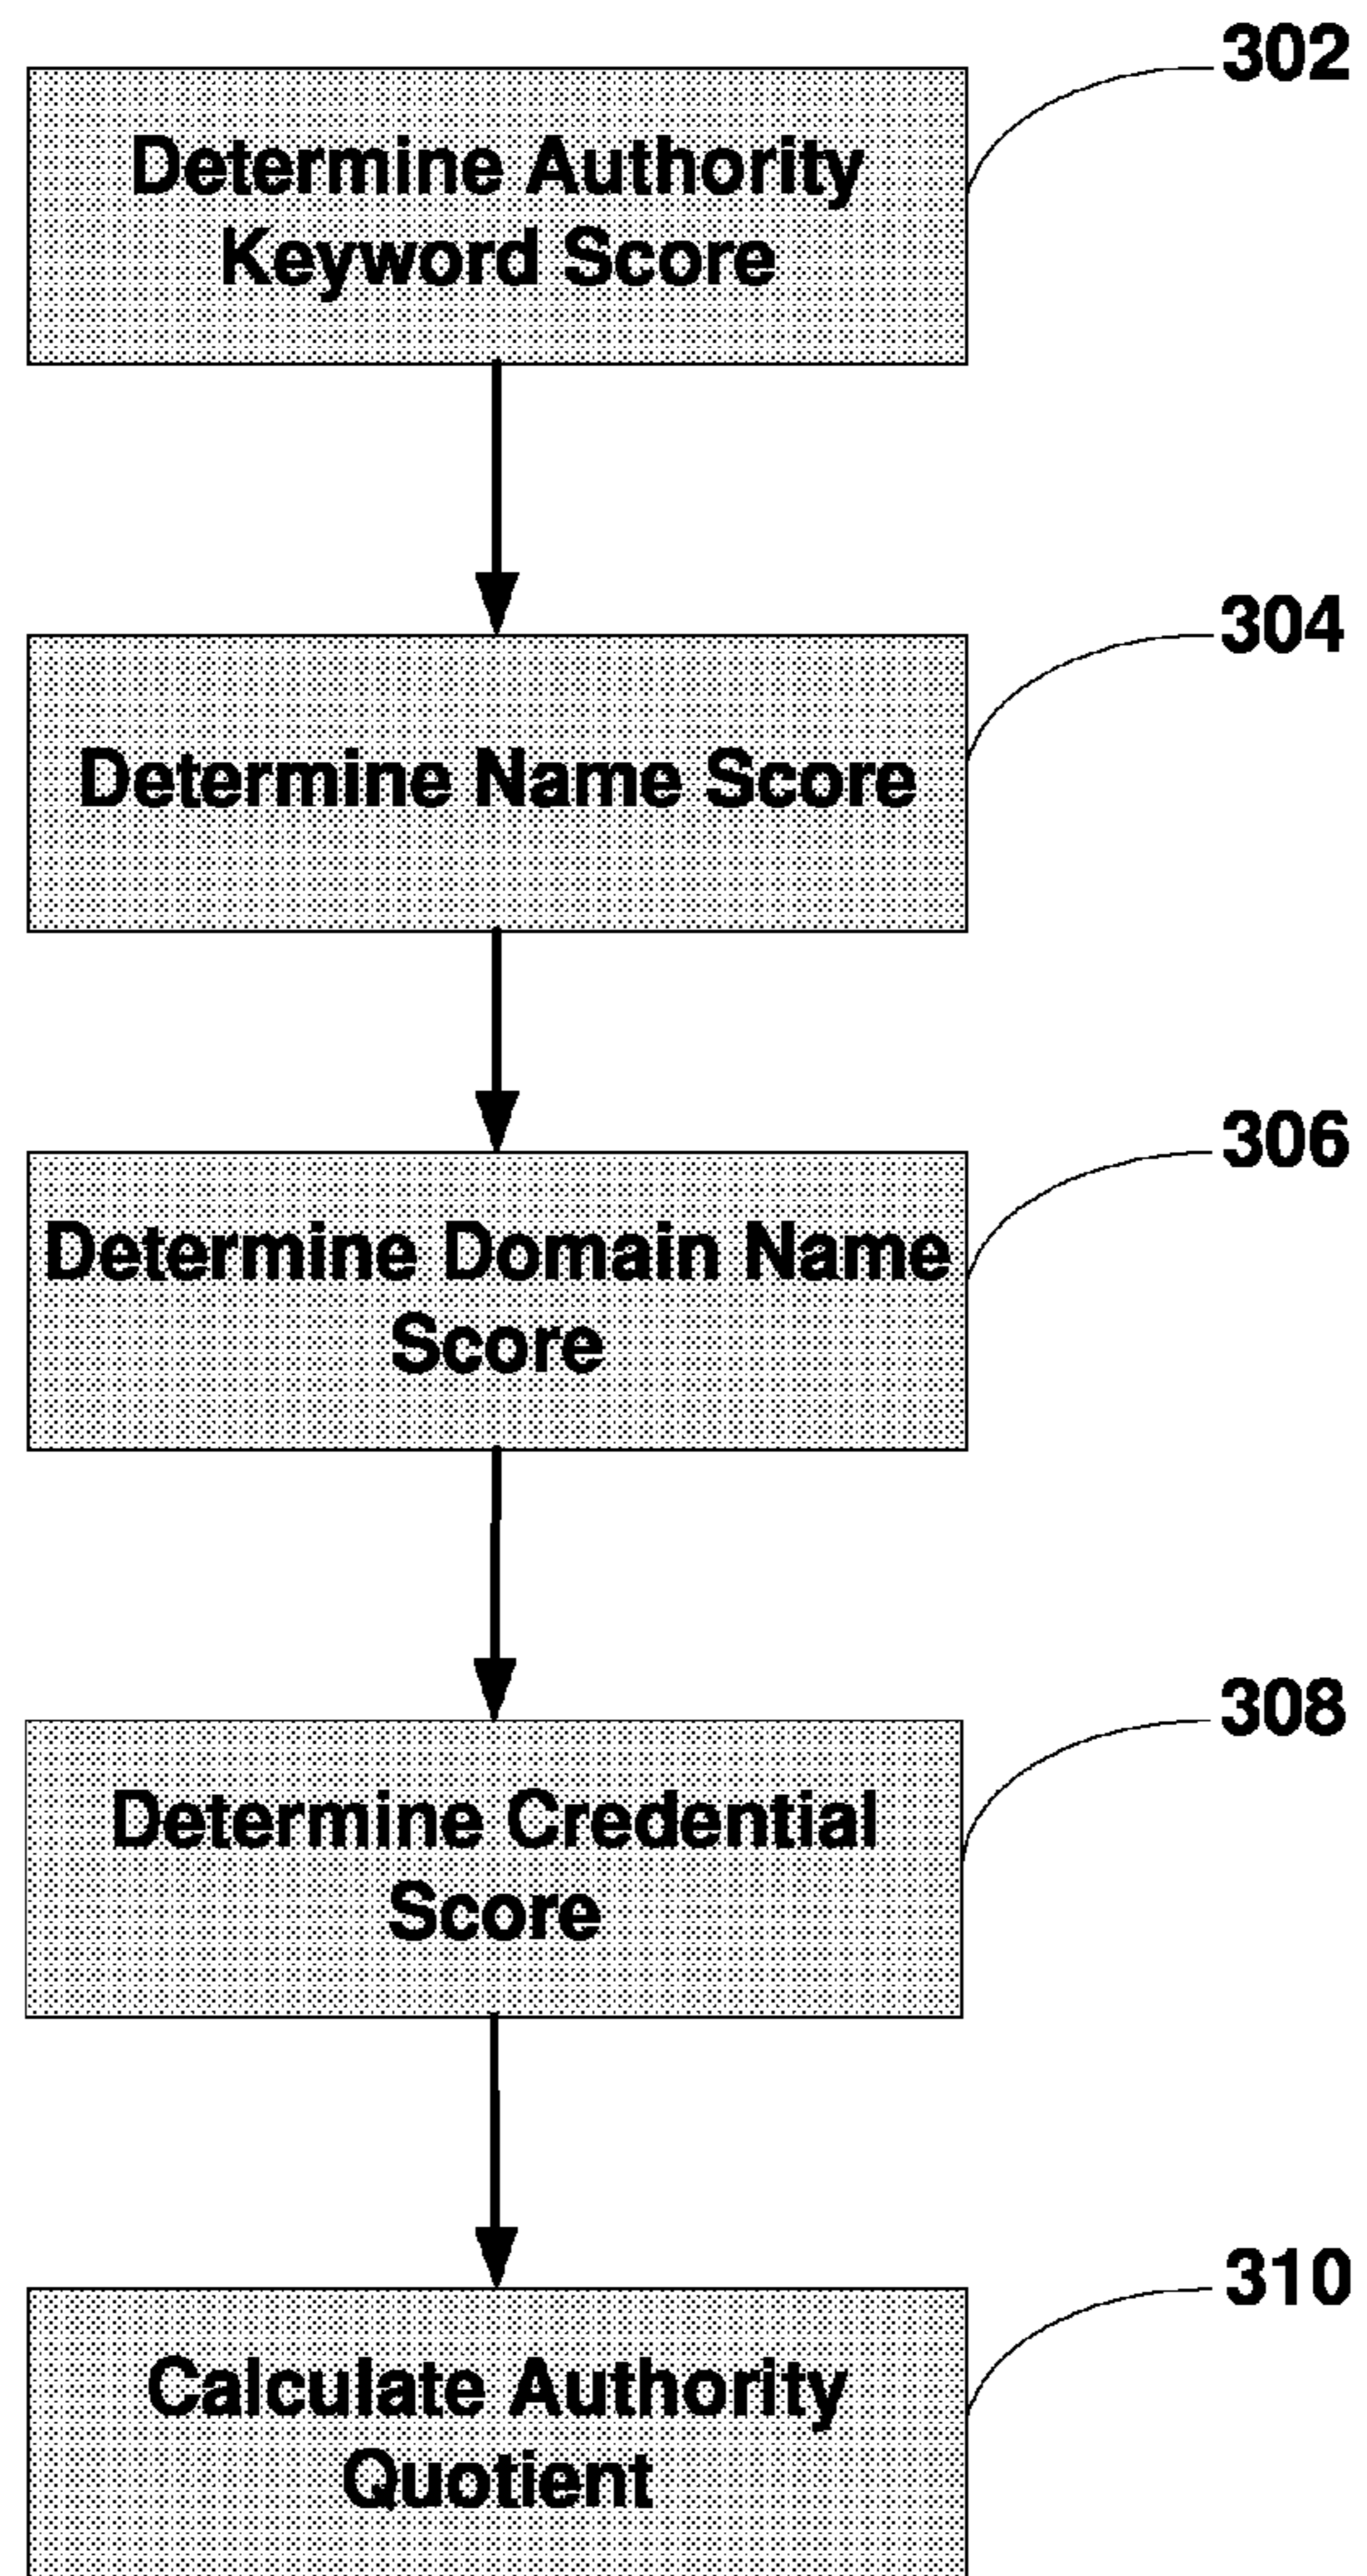 302
Determine Authority
Keyword Score
304
Determine Name Score
306
Determine Domain Name
Score
308
Determine Credential
Score
310
Calculate Authority
Quotient